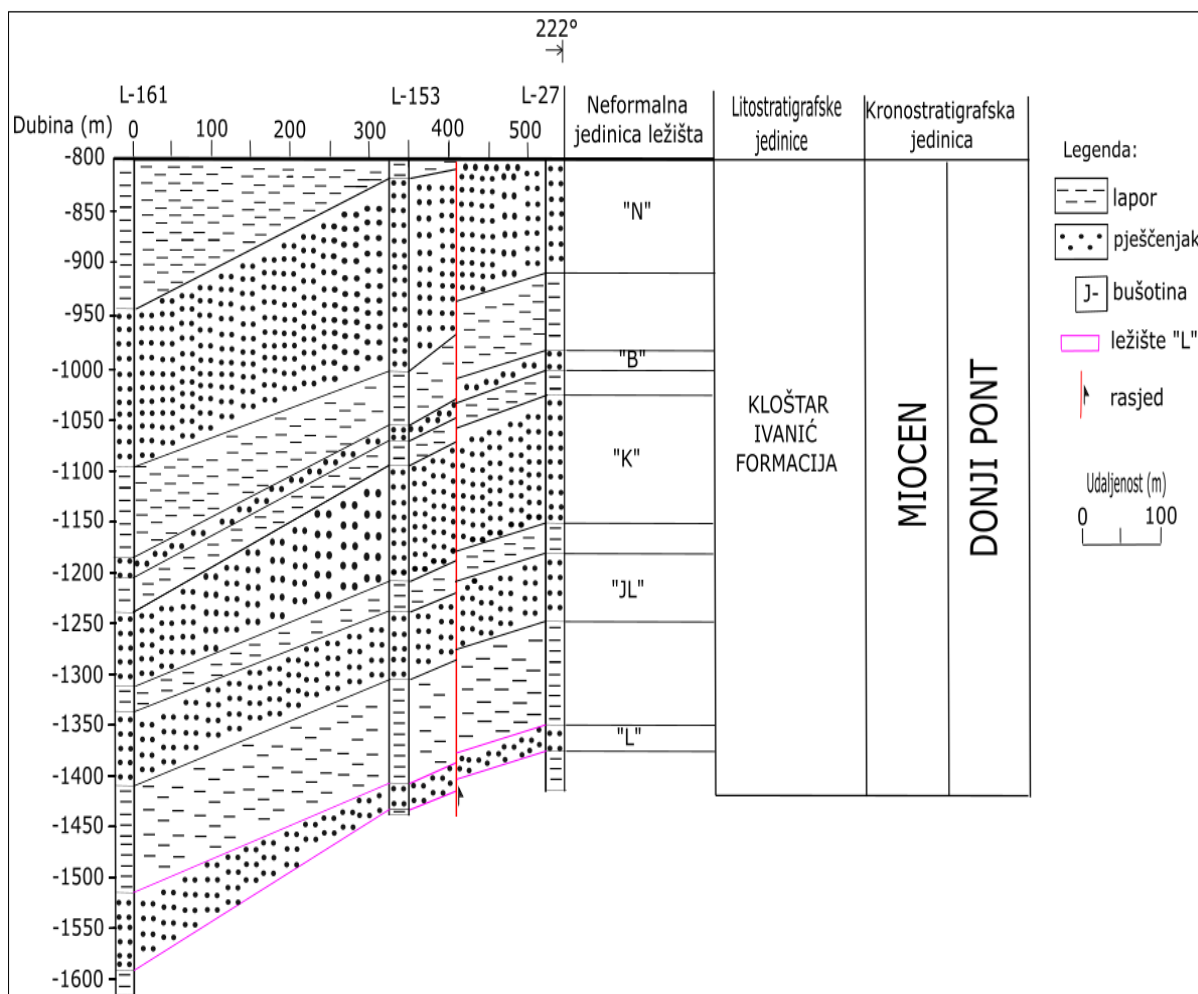 222°
L-161 L-153 L-27
Dubina (m) 0 100 200 300 400 500
Neformalna
jedinica ležišta
Litostratigrafske
jedinice
Kronostratigrafska
jedinica
-800
-850
-900
-950
-1000
-1050
-1100
-1150
-1200
-1250
-1300
-1350
-1400
-1450
-1500
-1550
-1600
"N"
"B"
"K"
"JL"
"L"
KLOŠTAR
IVANIĆ
FORMACIJA
MIOCEN
DONJI PONT
Legenda:
lapor
pješčenjak
J- bušotina
ležište "L"
rasjed
Udaljenost (m)
0 100